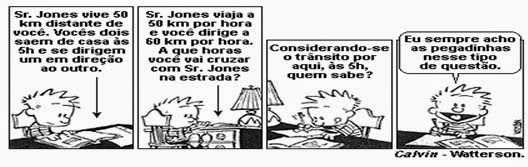 Sr. Jones vive 50
km distante de
você. Vocês dois
saem de casa às
5h e se dirigem
um em direção
ao outro.
Sr. Jones viaja a
50 km por hora
e você dirige a
60 km por hora.
A que horas
você vai cruzar
com Sr. Jones
na estrada?
Considerando-se
o trânsito por
aqui, às 5h,
quem sabe?
Eu sempre acho
as pegadinhas
nesse tipo
de questão.
Calvin - Watterson.